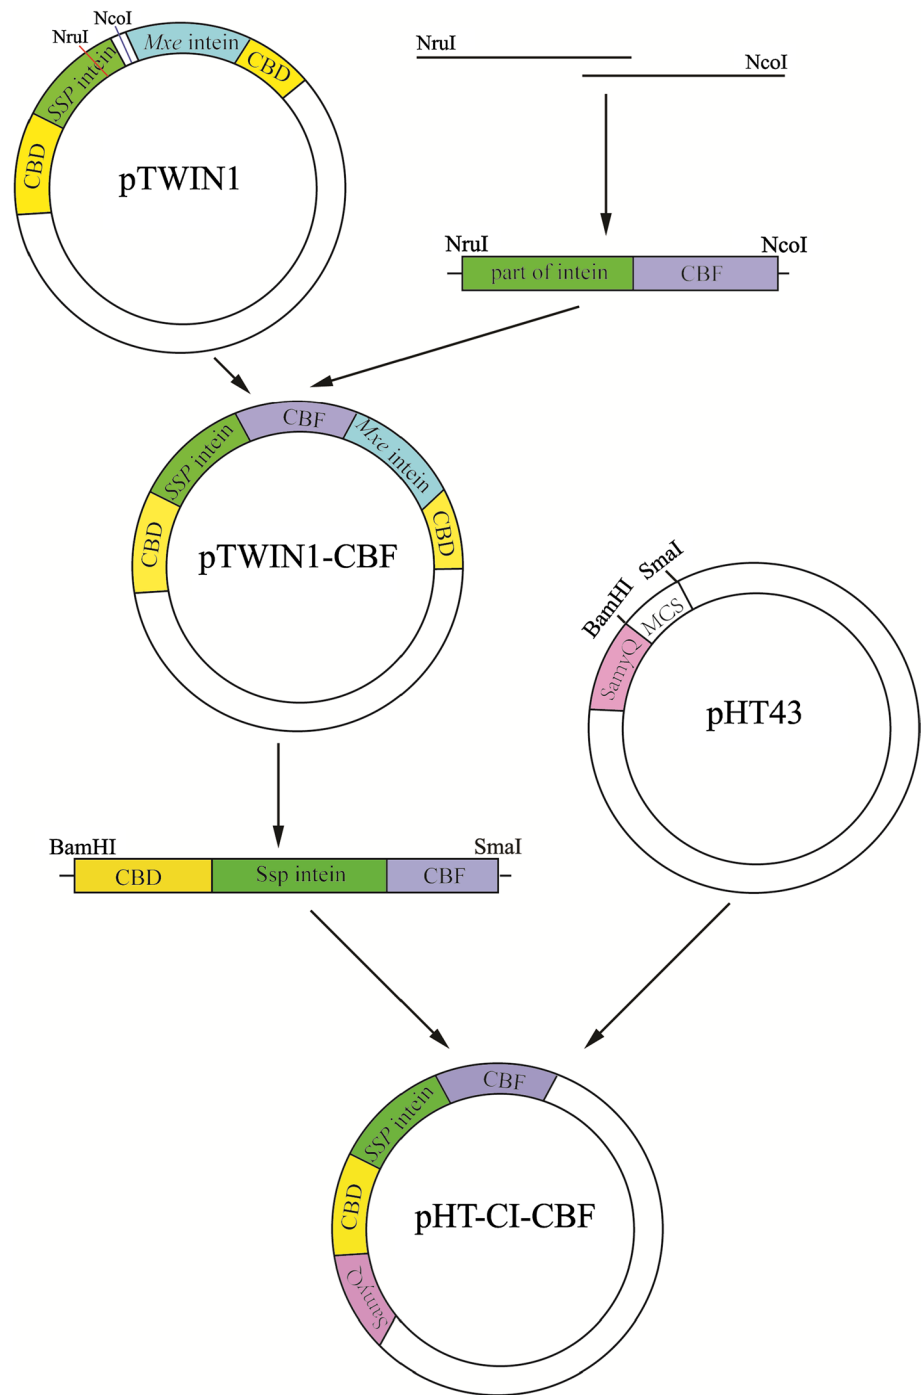 NcoI
NruI
SSP intein
Mxe intein
CBD
CBD
pTWIN1
NruI
NcoI
NruI
NcoI
part of intein
CBF
CBF
SSP intein
Mxe intein
CBD
CBD
pTWIN1-CBF
SmaI
BamHI
MCS
SamyQ
pHT43
BamHI
SmaI
CBD
Ssp intein
CBF
CBF
SSP intein
CBD
SamyQ
pHT-CI-CBF